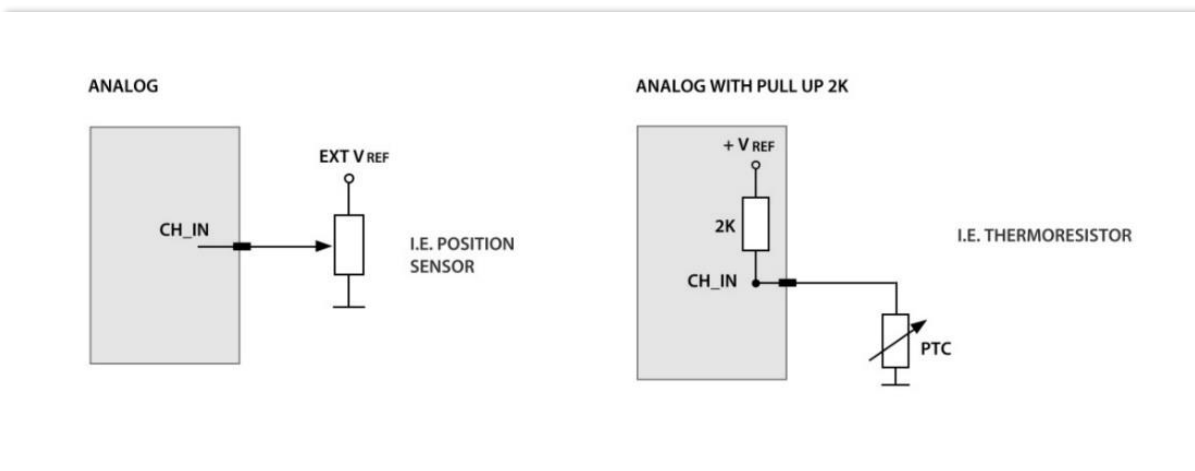 ANALOG
EXT V REF
CH_IN
I.E. POSITION
SENSOR
ANALOG WITH PULL UP 2K
+ V REF
2K
CH_IN
I.E. THERMORESISTOR
PTC